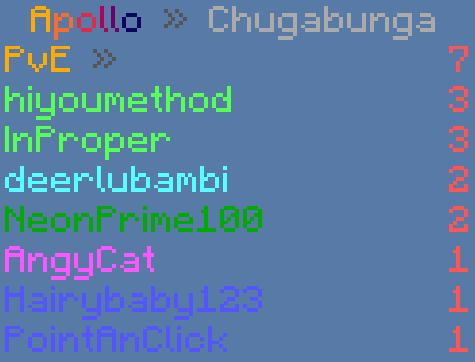 Apollo » Chugabunga
PvE » 7
hiyoumethod 3
InProper 3
deerlubambi 2
NeonPrime100 2
AngyCat 1
Hairybaby123 1
PointAnClick 1